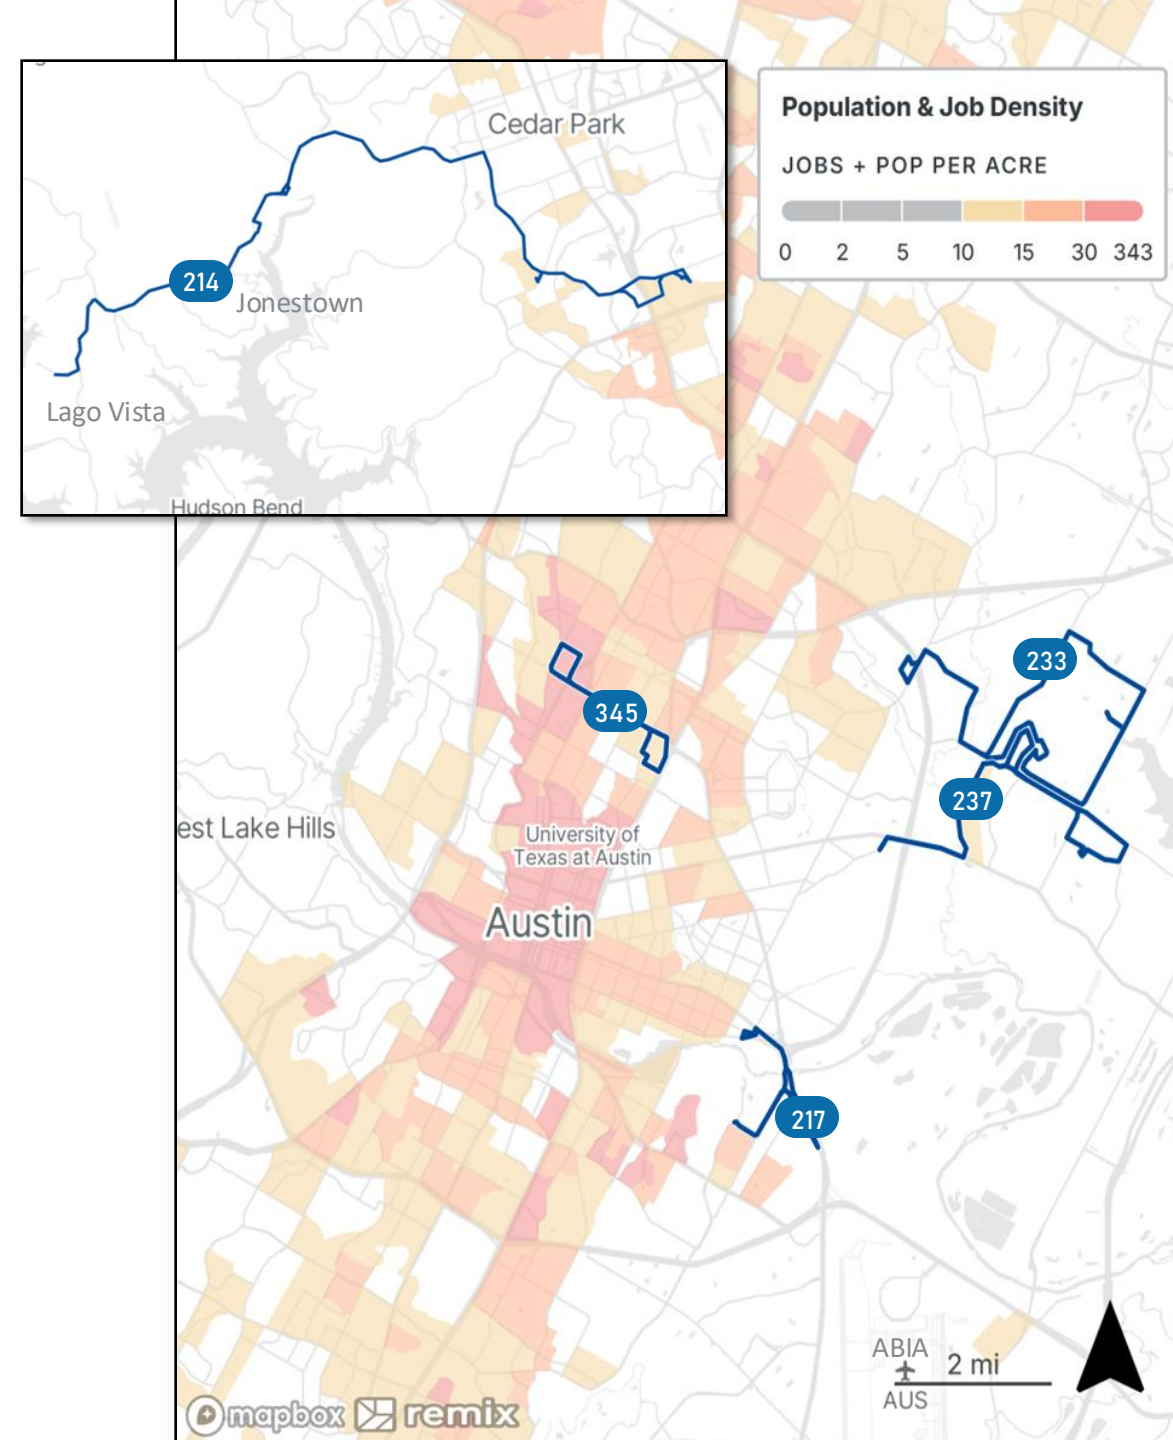 Cedar Park
214
Jonestown
Lago Vista
Hudson Bend
Population & Job Density
JOBS + POP PER ACRE
0 2 5 10 15 30 343
233
345
237
est Lake Hills
University of
Texas at Austin
Austin
217
ABIA
2 mi
AUS
mapbox remix